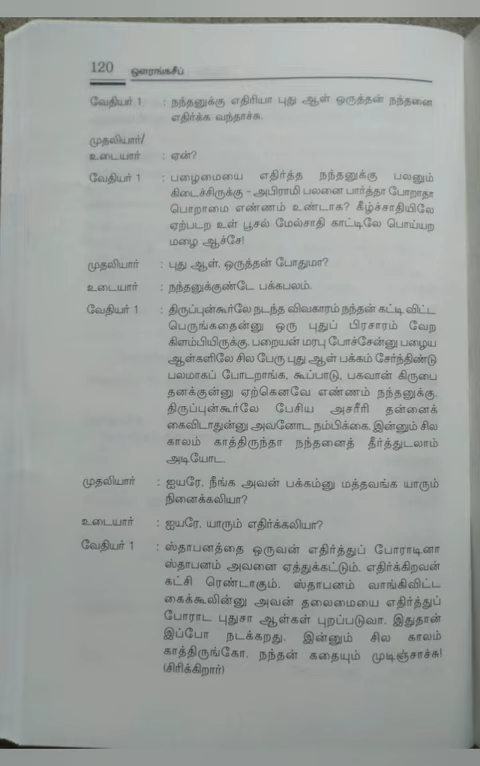 120 ஔரங்கசீப்
வேதியர் 1 : நந்தனுக்கு எதிரியா புது ஆள் ஒருத்தன் நந்தனை
எதிர்க்க வந்தாச்சு.
முதலியார்/
உடையார் : ஏன்?
வேதியர் 1 : பழைமையை எதிர்த்த நந்தனுக்கு பலனும்
கிடைச்சிருக்கு - அபிராமி பலனை பார்த்தா போறாதா
பொறாமை எண்ணம் உண்டாக? கீழ்ச்சாதியிலே
ஏற்படற உள் பூசல் மேல்சாதி காட்டிலே பொய்யற
மழை ஆச்சே!
முதலியார் : புது ஆள், ஒருத்தன் போதுமா?
உடையார் : நந்தனுக்குண்டே பக்கபலம்.
வேதியர் 1 : திருப்புன்கூர்லே நடந்த விவகாரம் நந்தன் கட்டி விட்ட
பெருங்கதைன்னு ஒரு புதுப் பிரசாரம் வேற
கிளம்பியிருக்கு. பறையன் மரபு போச்சேன்னு பழைய
ஆள்களிலே சில பேரு புது ஆள் பக்கம் சேர்ந்திண்டு
பலமாகப் போடறாங்க, கூப்பாடு, பகவான் கிருபை
தனக்குன்னு ஏற்கெனவே எண்ணம் நந்தனுக்கு.
திருப்புன்கூர்லே பேசிய அசரீரி தன்னைக்
கைவிடாதுன்னு அவனோட நம்பிக்கை. இன்னும் சில
காலம் காத்திருந்தா நந்தனைத் தீர்த்துடலாம்
அடியோட.
முதலியார் : ஐயரே, நீங்க அவன் பக்கம்னு மத்தவங்க யாரும்
நினைக்கலியா?
உடையார் : ஐயரே, யாரும் எதிர்க்கலியா?
வேதியர் 1 : ஸ்தாபனத்தை ஒருவன் எதிர்த்துப் போராடினா
ஸ்தாபனம் அவனை ஏத்துக்கட்டும். எதிர்க்கிறவன்
கட்சி ரெண்டாகும். ஸ்தாபனம் வாங்கிவிட்ட
கைக்கூலின்னு அவன் தலைமையை எதிர்த்துப்
போராட புதுசா ஆள்கள் புறப்படுவா. இதுதான்
இப்போ நடக்கறது. இன்னும் சில காலம்
காத்திருங்கோ. நந்தன் கதையும் முடிஞ்சாச்சு!
(சிரிக்கிறார்)